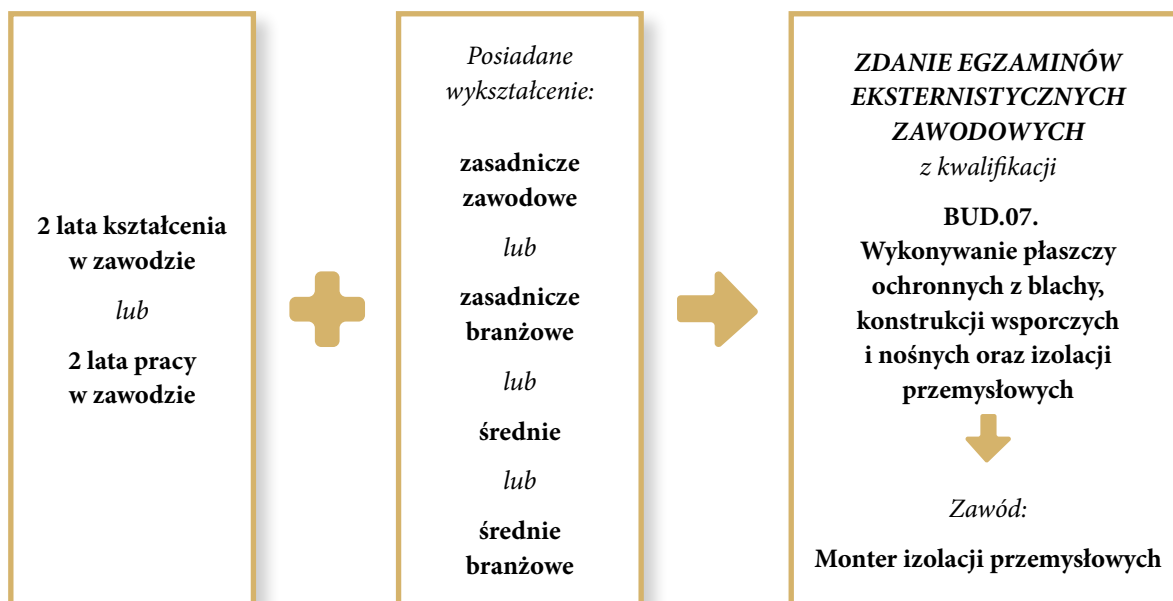 2 lata kształcenia
w zawodzie
lub
2 lata pracy
w zawodzie
Posiadane
wykształcenie:
zasadnicze
zawodowe
lub
zasadnicze
branżowe
lub
średnie
lub
średnie
branżowe
ZDANIE EGZAMINÓW
EKSTERNISTYCZNYCH
ZAWODOWYCH
z kwalifikacji
BUD.07.
Wykonywanie płaszczy
ochronnych z blachy,
konstrukcji wsporczych
i nośnych oraz izolacji
przemysłowych
Zawód:
Monter izolacji przemysłowych